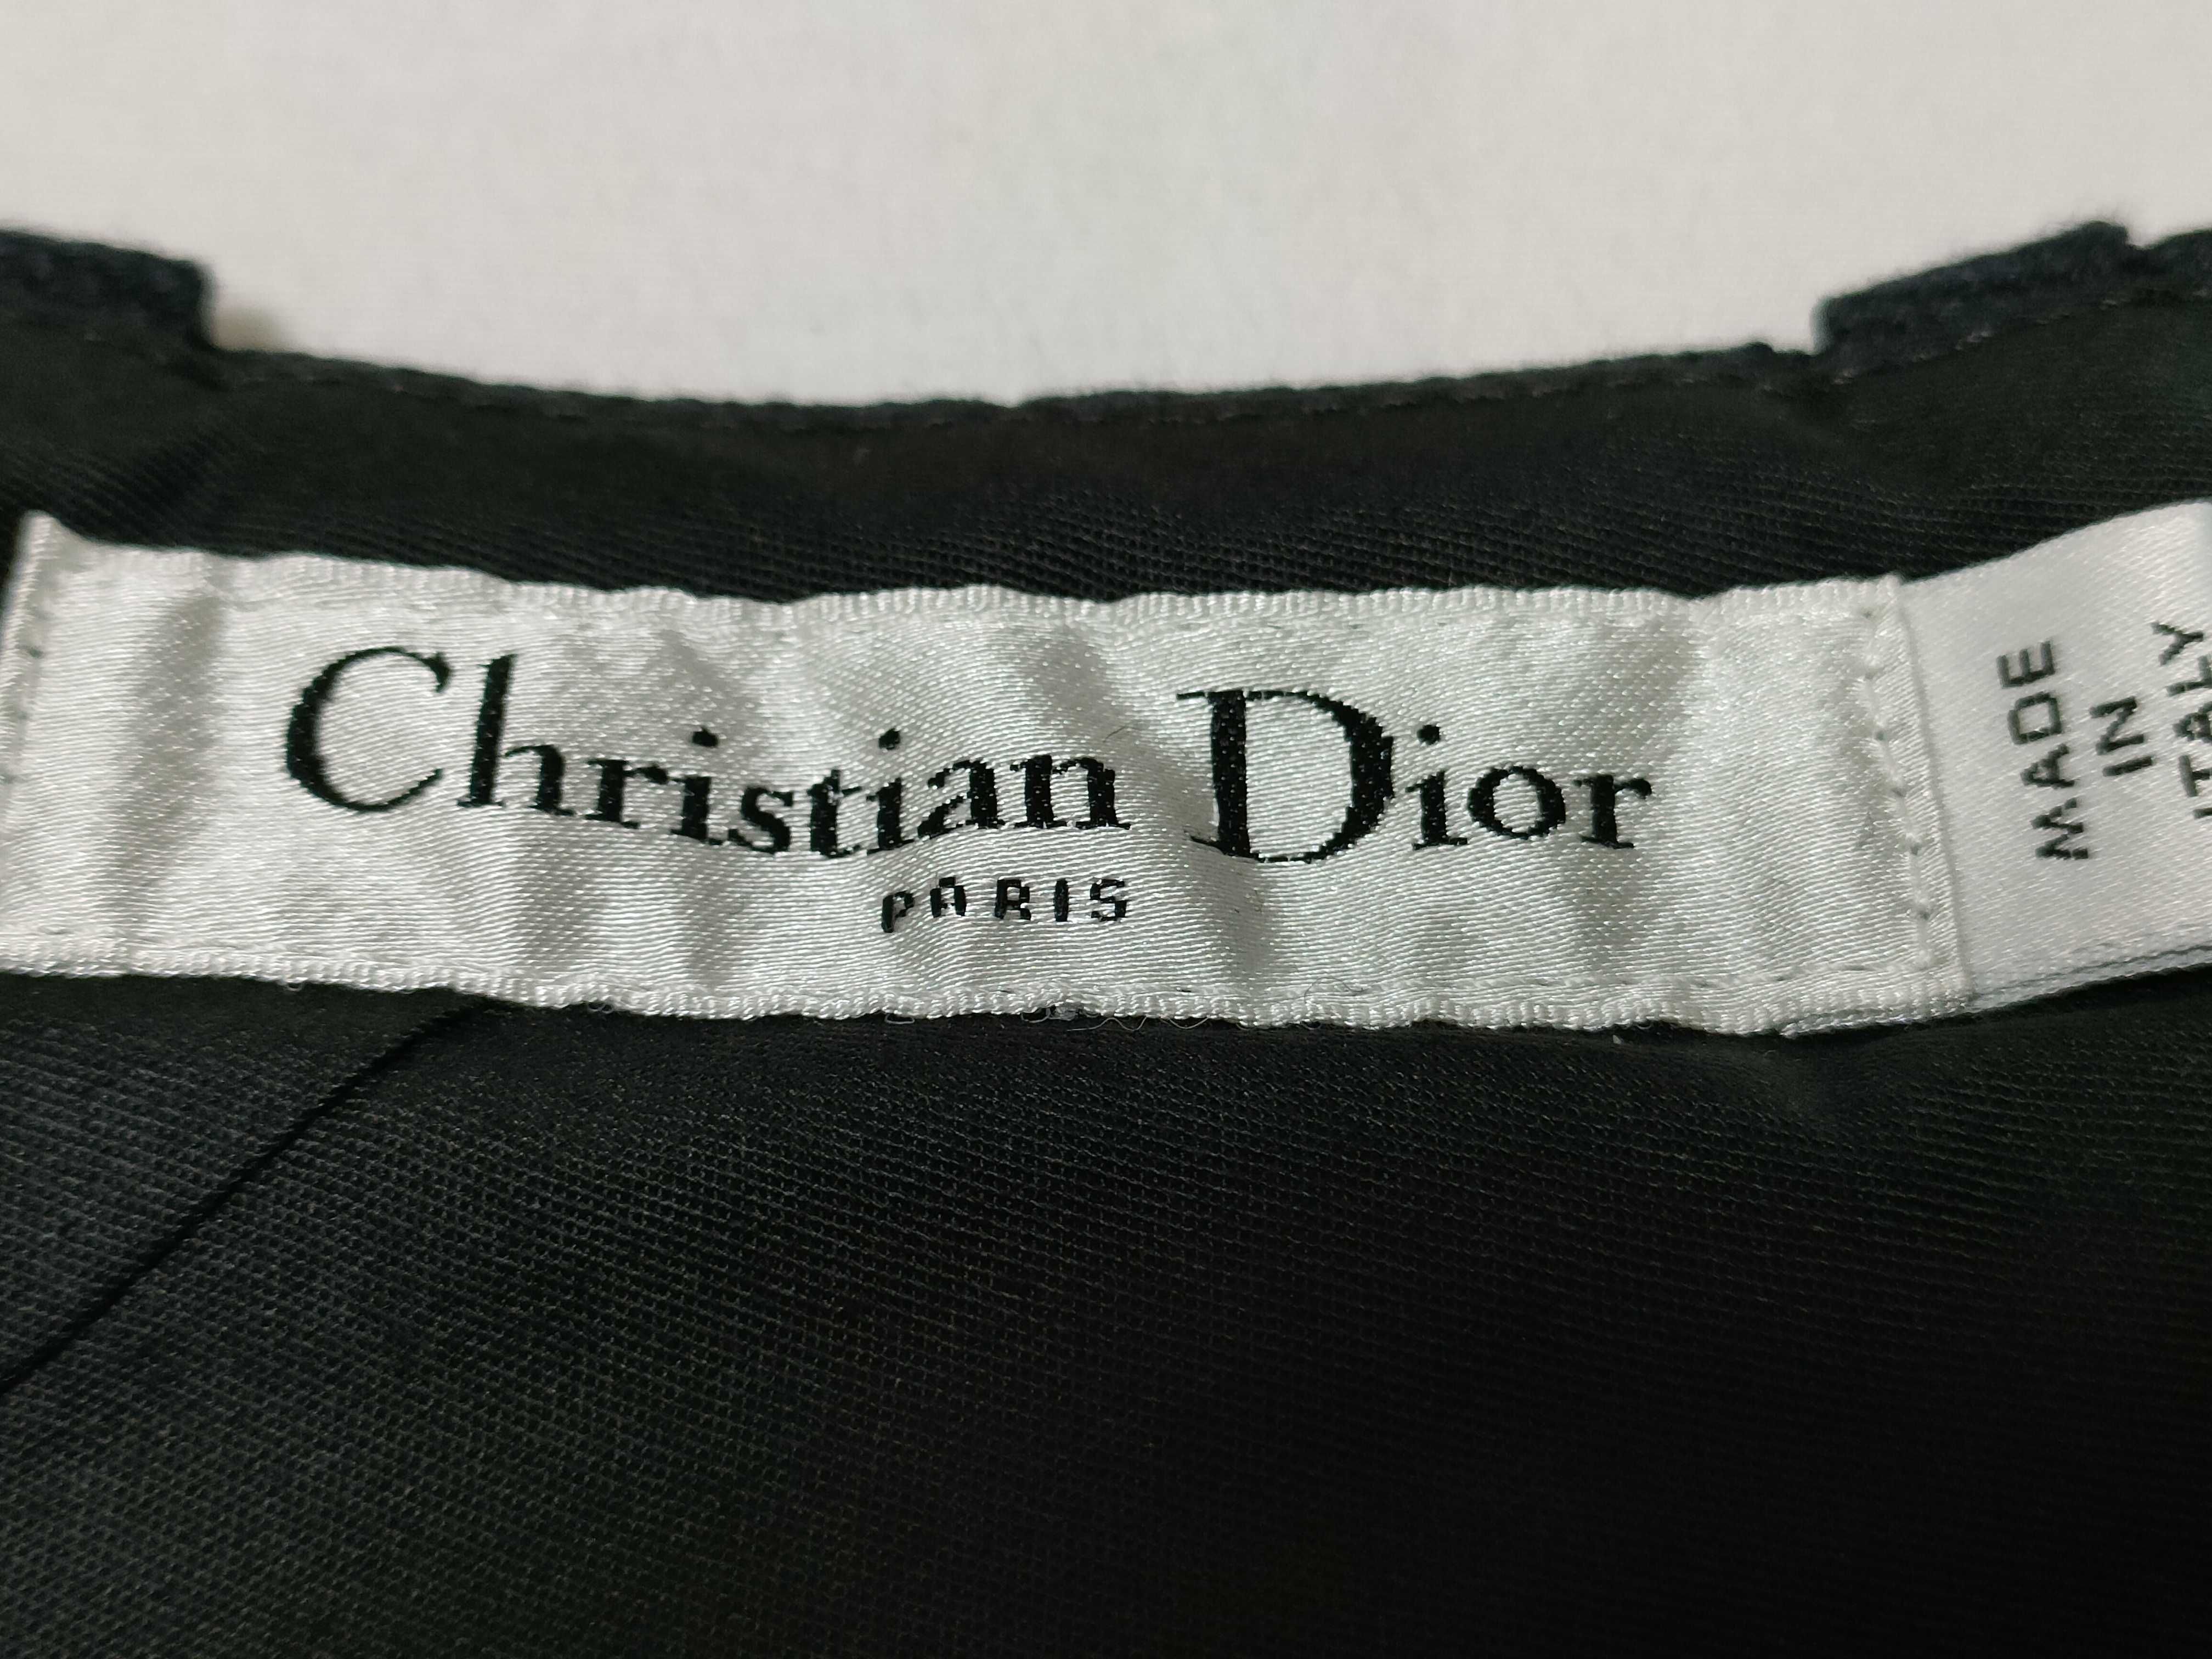 Christian Dior
PARIS
MADE
IN
ITALY